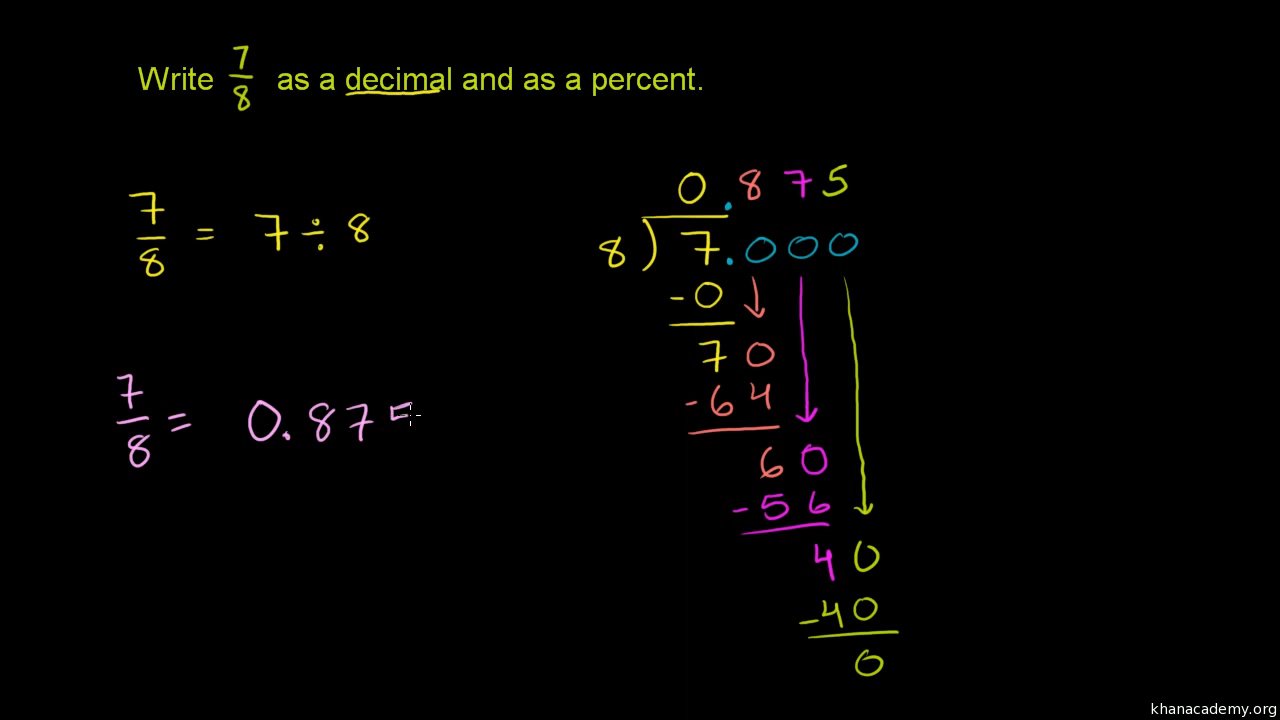 Write 7/8 as a decimal and as a percent.
7/8 = 7 ÷ 8
7/8 = 0.875
0.875
8 ) 7.000
-0
70
-64
60
-56
40
-40
0
khanacademy.org